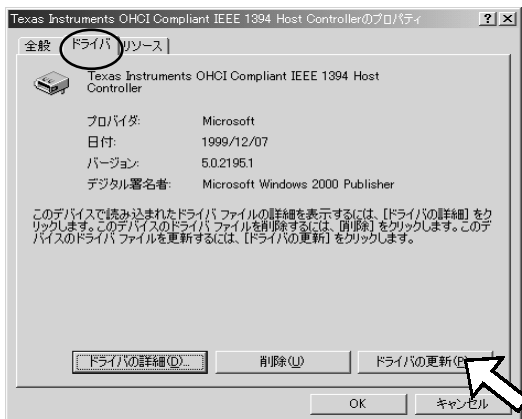 Texas Instruments OHCI Compliant IEEE 1394 Host Controllerのプロパティ
全般 ドライバ リソース
Texas Instruments OHCI Compliant IEEE 1394 Host
Controller
プロバイダ: Microsoft
日付: 1999/12/07
バージョン: 5.0.2195.1
デジタル署名者: Microsoft Windows 2000 Publisher
このデバイスで読み込まれたドライバ ファイルの詳細を表示するには、[ドライバの詳細] をク
リックします。このデバイスのドライバ ファイルを削除するには、[削除] をクリックします。このデ
バイスのドライバ ファイルを更新するには、[ドライバの更新] をクリックします。
ドライバの詳細(D)... 削除(U) ドライバの更新(P)
OK キャンセル